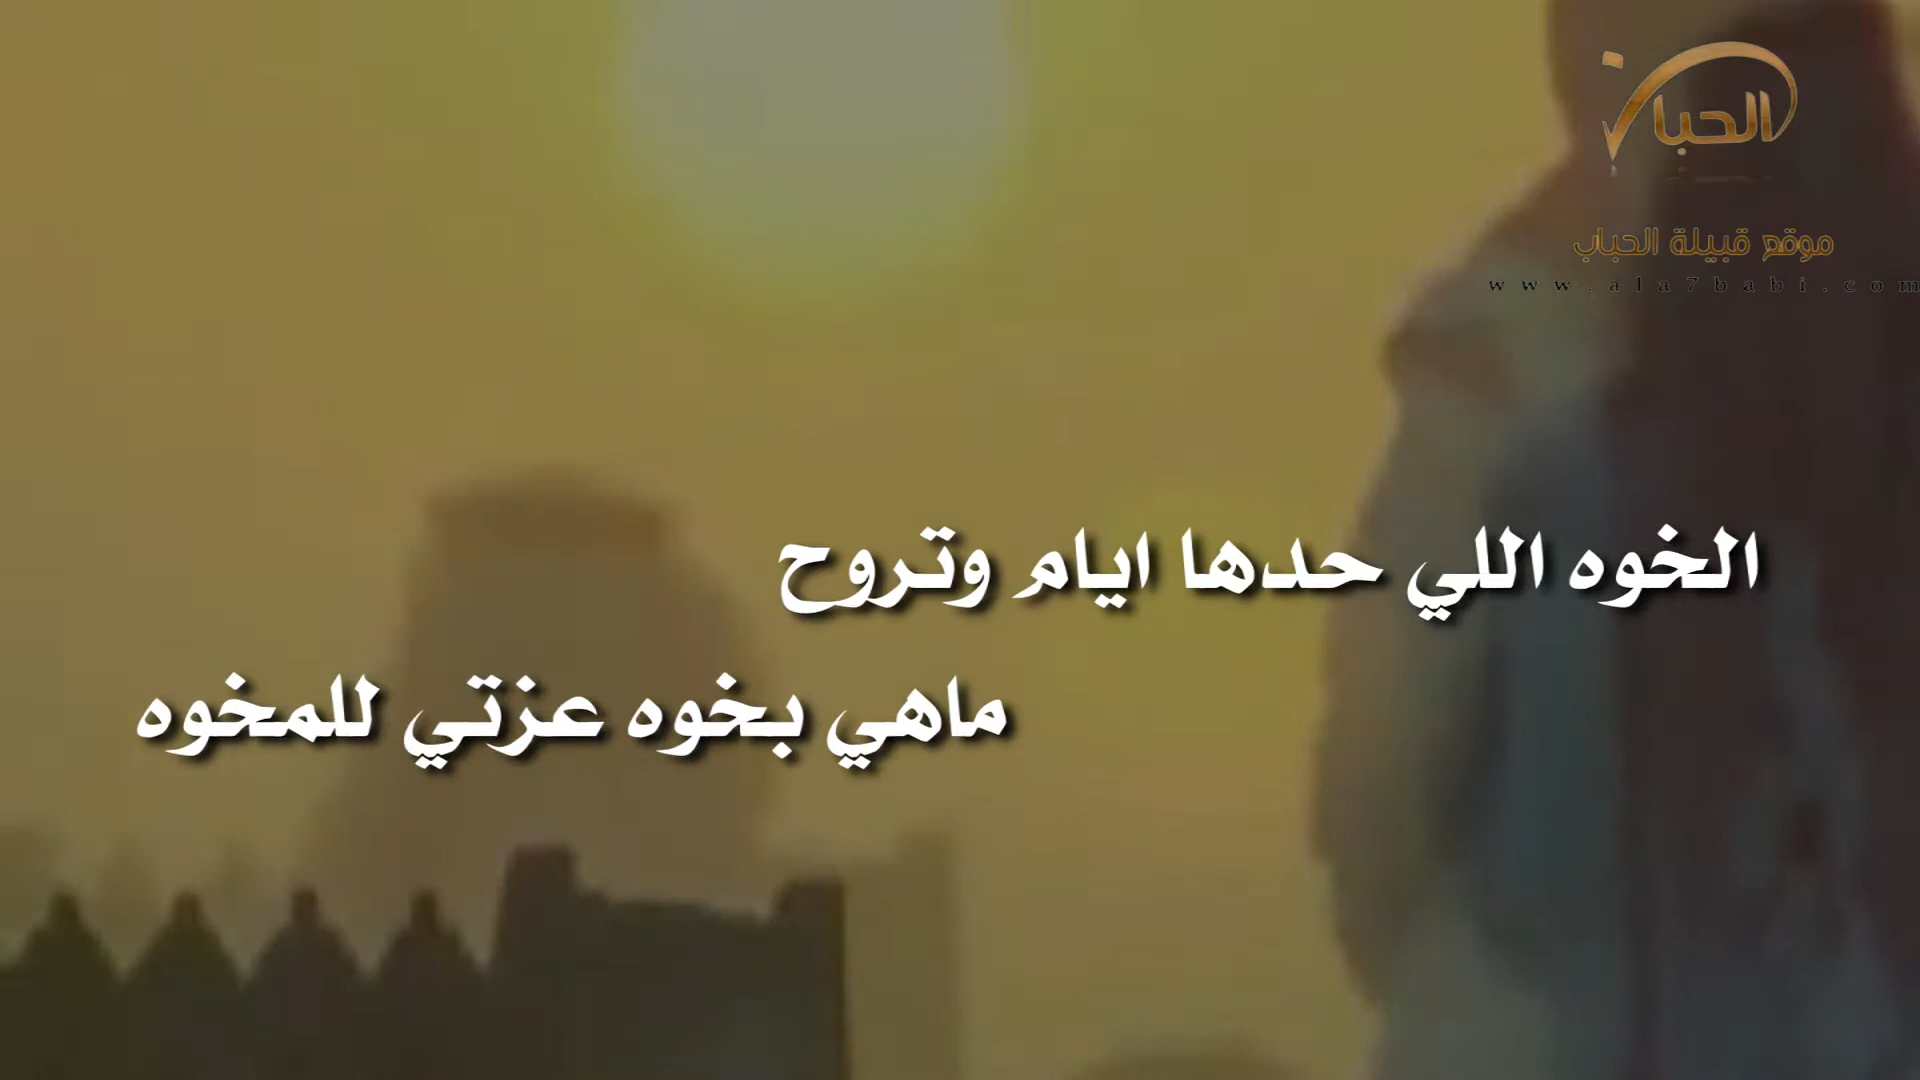 الحباب
موقع قبيلة الحباب
www.ala7babi.com
الخوه اللي حدها ايام وتروح
ماهي بخوه عزتي للمخوه